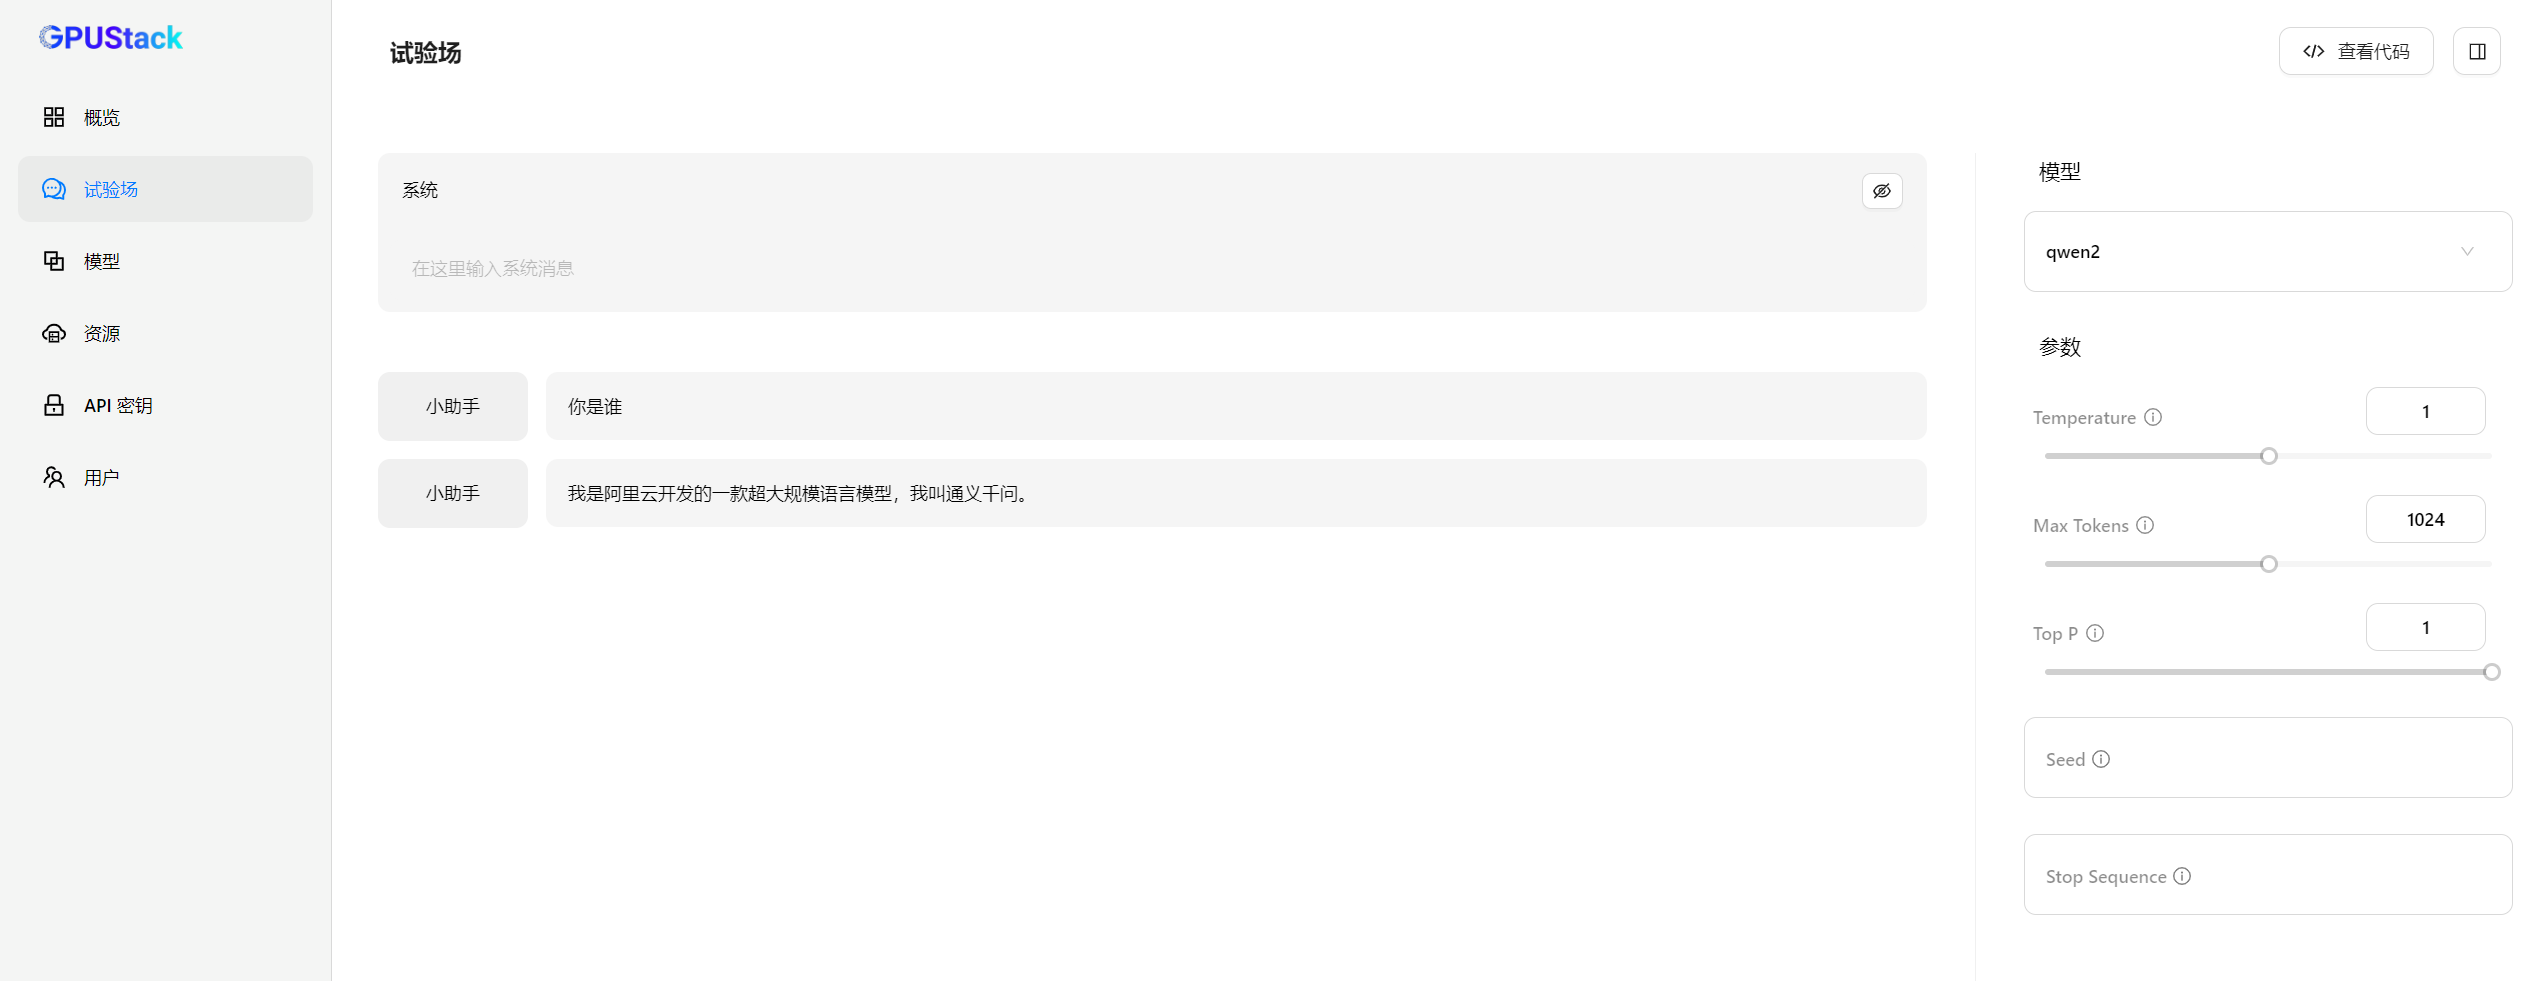 GPUStack
概览
试验场
模型
资源
API 密钥
用户
试验场
查看代码
系统
在这里输入系统消息
小助手
你是谁
小助手
我是阿里云开发的一款超大规模语言模型，我叫通义千问。
模型
qwen2
参数
Temperature
1
Max Tokens
1024
Top P
1
Seed
Stop Sequence